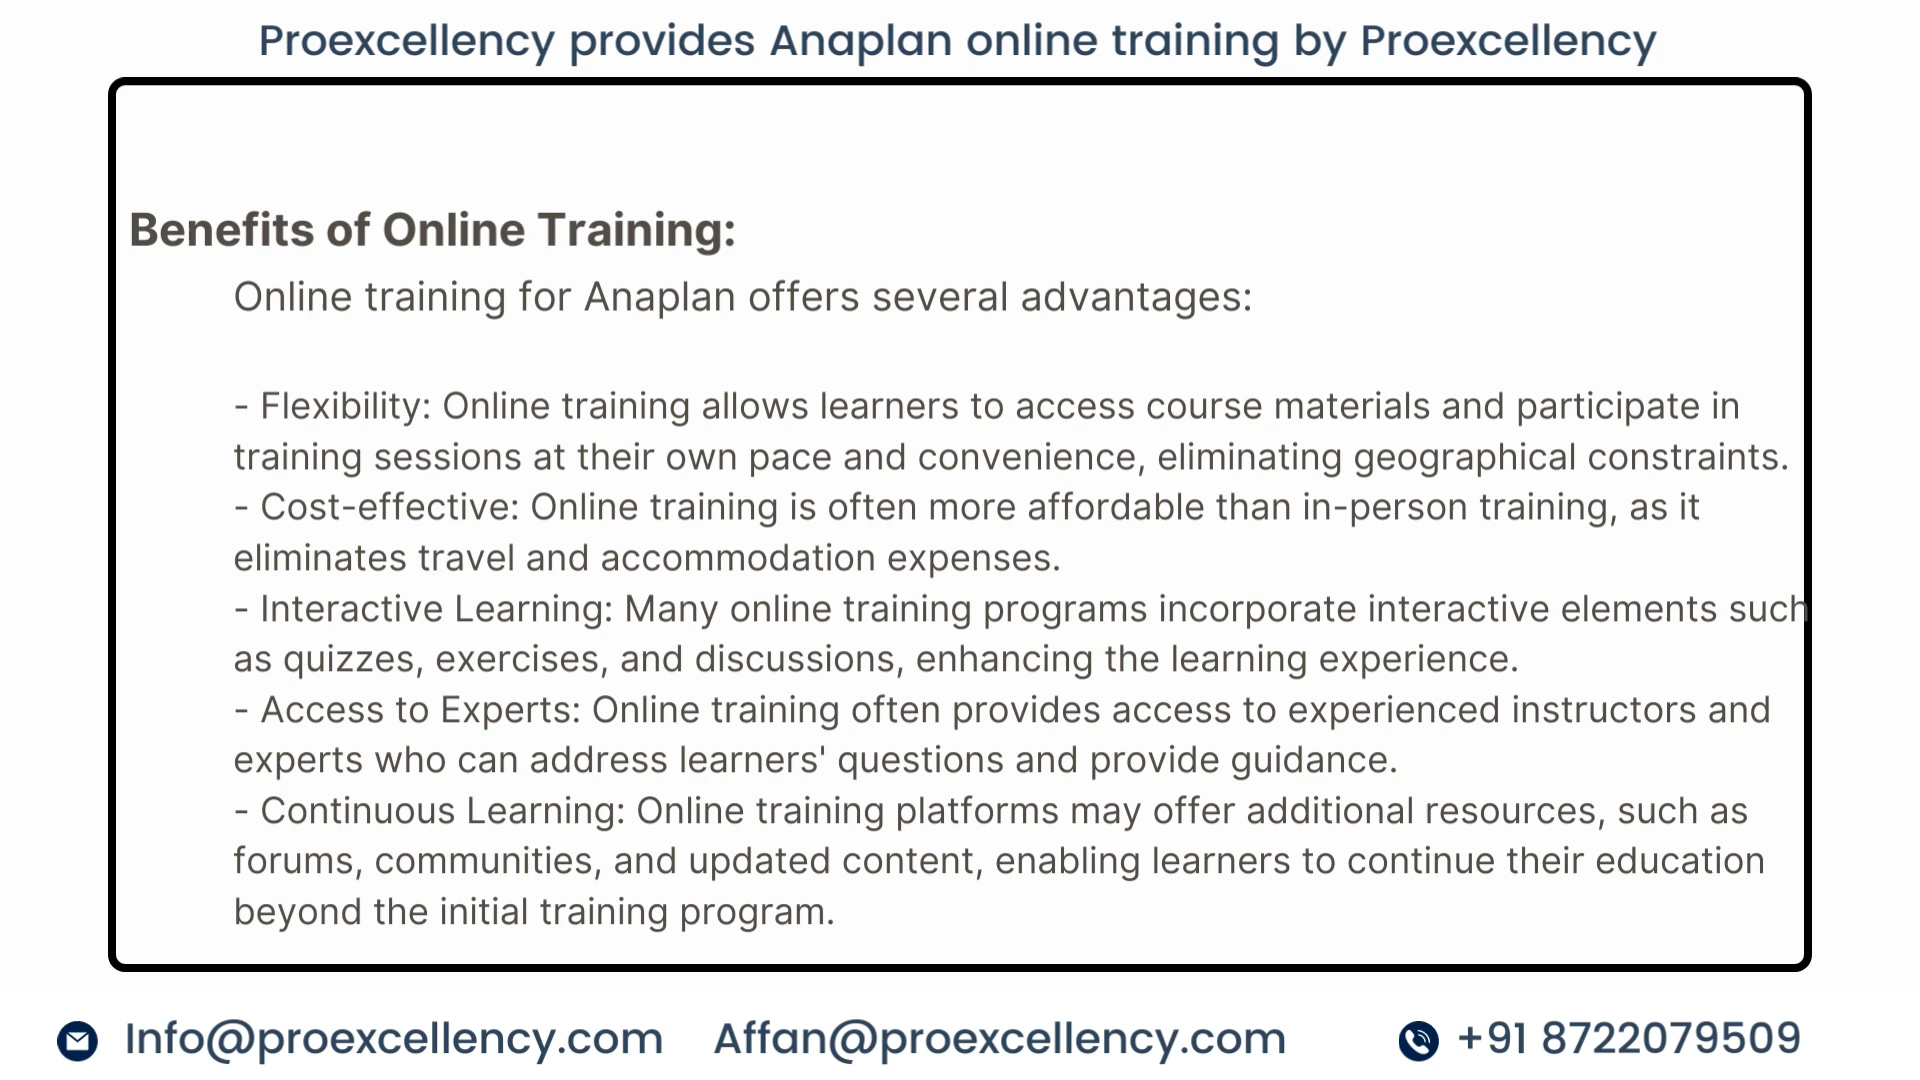 Proexcellency provides Anaplan online training by Proexcellency
Benefits of Online Training:
Online training for Anaplan offers several advantages:
- Flexibility: Online training allows learners to access course materials and participate in
training sessions at their own pace and convenience, eliminating geographical constraints.
- Cost-effective: Online training is often more affordable than in-person training, as it
eliminates travel and accommodation expenses.
- Interactive Learning: Many online training programs incorporate interactive elements such
as quizzes, exercises, and discussions, enhancing the learning experience.
- Access to Experts: Online training often provides access to experienced instructors and
experts who can address learners' questions and provide guidance.
- Continuous Learning: Online training platforms may offer additional resources, such as
forums, communities, and updated content, enabling learners to continue their education
beyond the initial training program.
Info@proexcellency.com Affan@proexcellency.com +91 8722079509